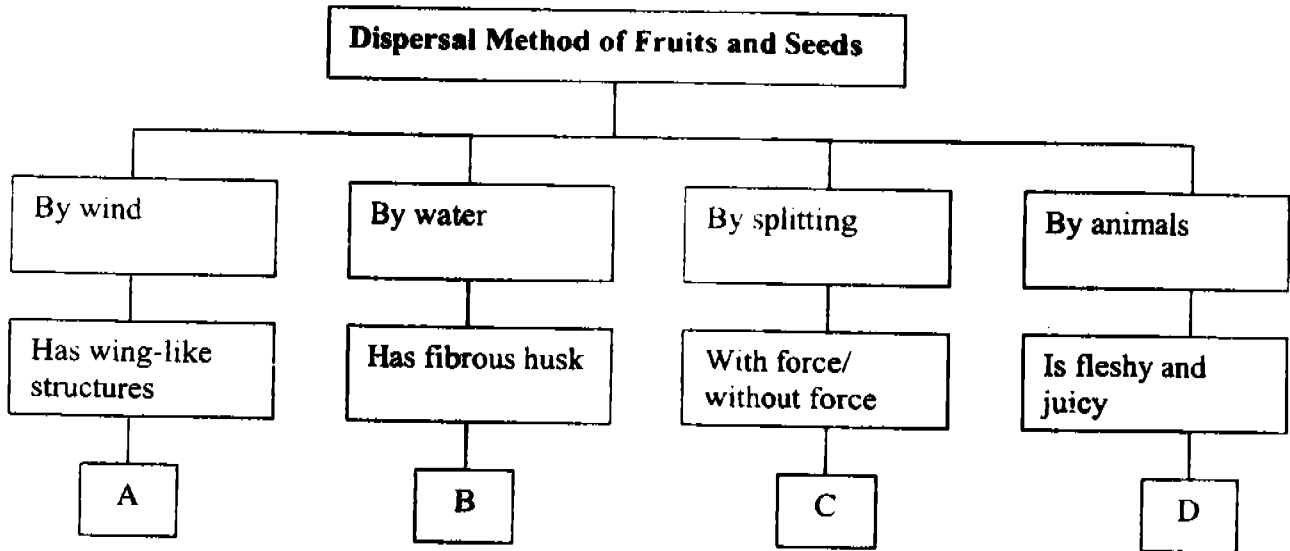 Dispersal Method of Fruits and Seeds
By wind
By water
By splitting
By animals
Has wing-like
structures
Has fibrous husk
With force/
without force
Is fleshy and
juicy
A
B
C
D